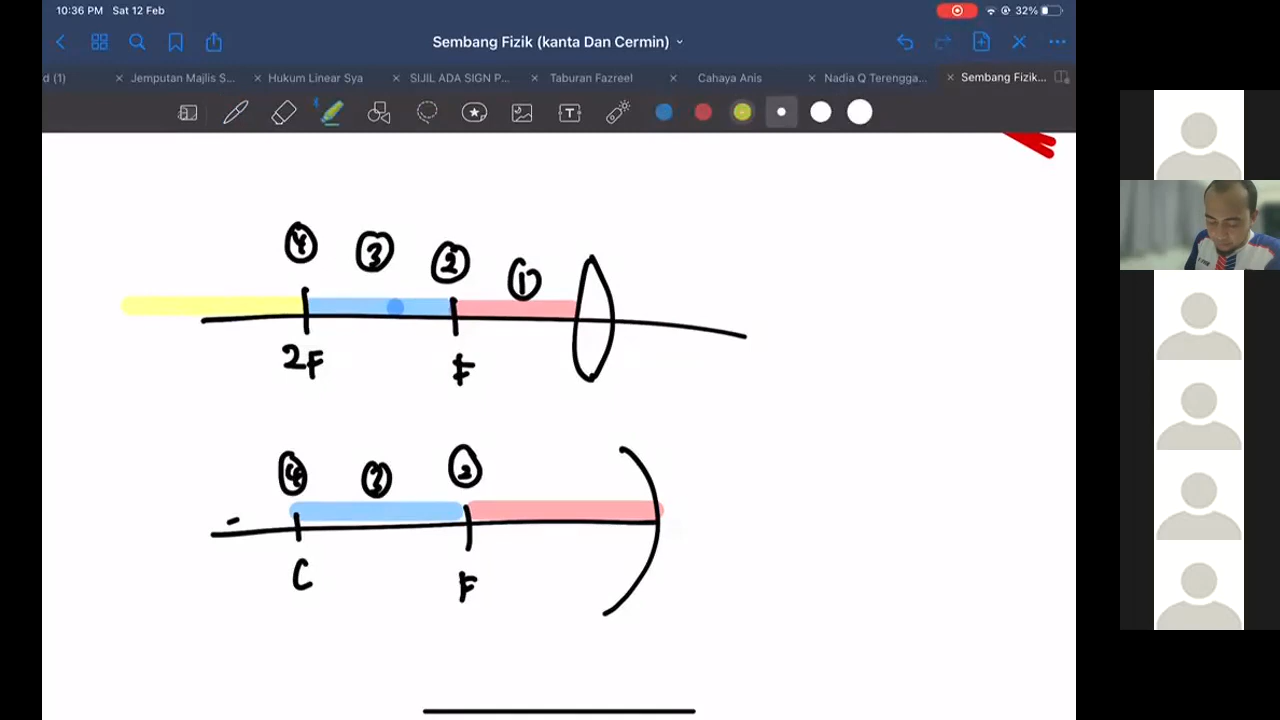 10:36 PM Sat 12 Feb
32%
Sembang Fizik (kanta Dan Cermin)
d (1)
Jemputan Majlis S...
Hukum Linear Sya
SIJIL ADA SIGN P...
Taburan Fazreel
Cahaya Anis
Nadia Q Terengga...
Sembang Fizik...
4 3 2 1
2F F
4 3 2
C F